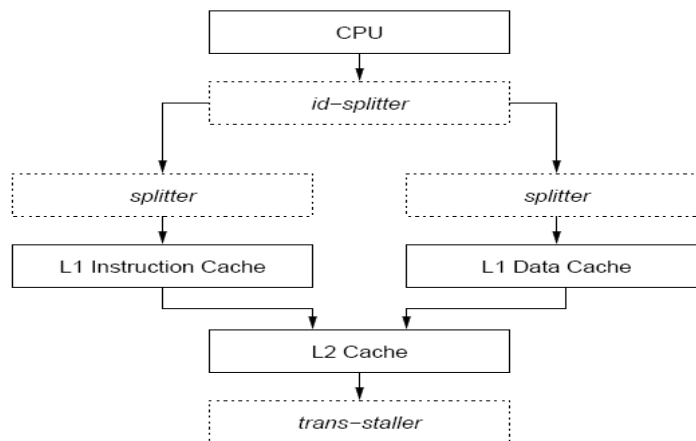 CPU
id-splitter
splitter
splitter
L1 Instruction Cache
L1 Data Cache
L2 Cache
trans-staller